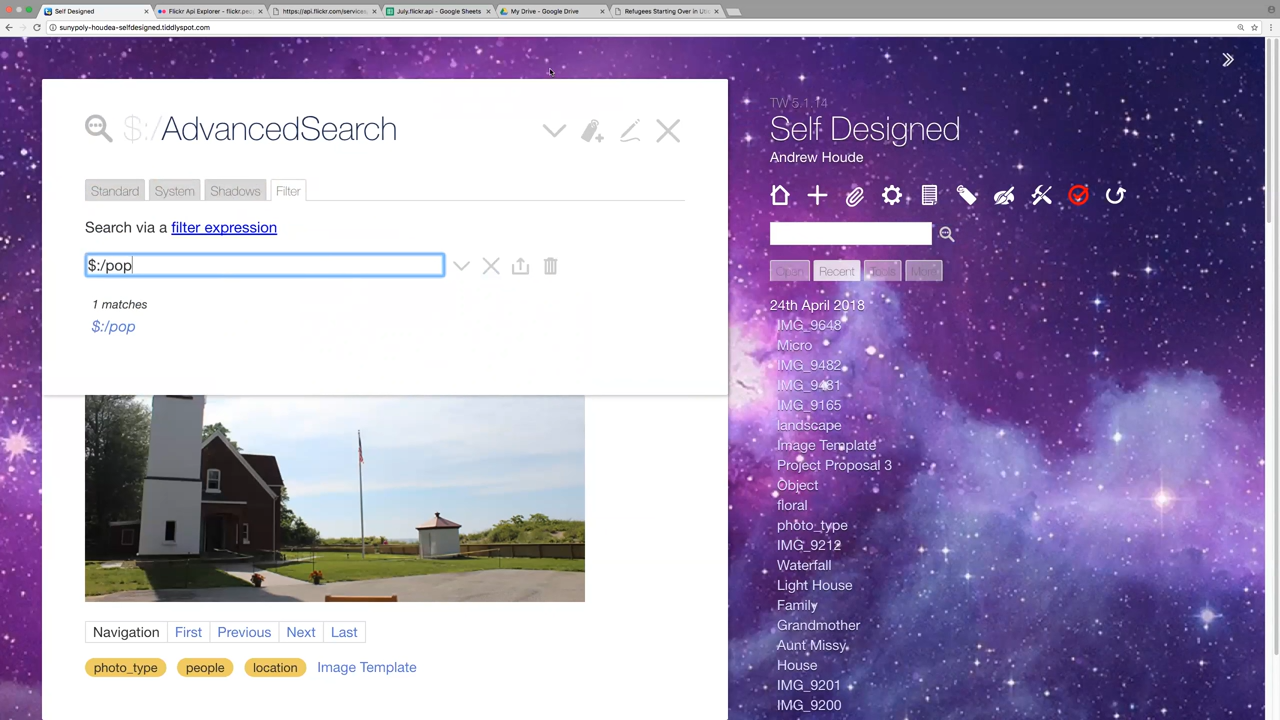 Self Designed
Flickr Api Explorer - flickr.peo
https://api.flickr.com/services
July.flickr.api - Google Sheets
My Drive - Google Drive
Refugees Starting Over in Utic
sunypoly-houdea-selfdesigned.tiddlyspot.com
$:/AdvancedSearch
Standard
System
Shadows
Filter
Search via a filter expression
$:/pop
1 matches
$:/pop
Navigation
First
Previous
Next
Last
photo_type
people
location
Image Template
TW 5.1.14
Self Designed
Andrew Houde
Open
Recent
Tools
More
24th April 2018
IMG_9648
Micro
IMG_9482
IMG_9481
IMG_9165
landscape
Image Template
Project Proposal 3
Object
floral
photo_type
IMG_9212
Waterfall
Light House
Family
Grandmother
Aunt Missy
House
IMG_9201
IMG_9200